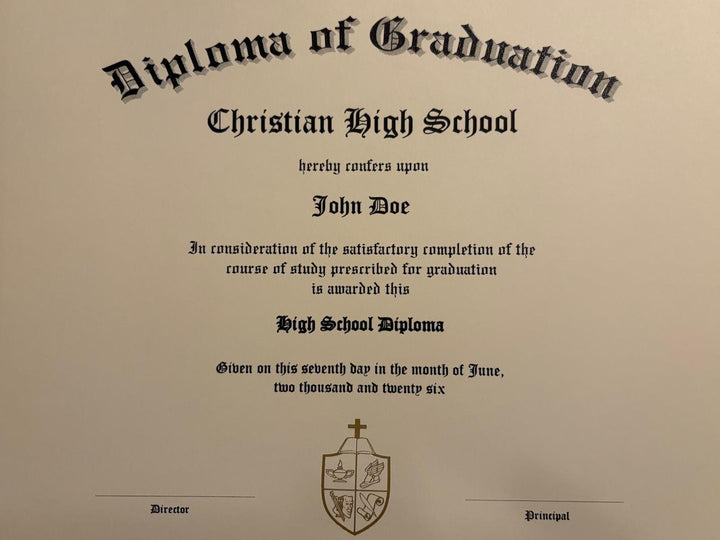 Diploma of Graduation
Christian High School
hereby confers upon
John Doe
In consideration of the satisfactory completion of the
course of study prescribed for graduation
is awarded this
High School Diploma
Given on this seventh day in the month of June,
two thousand and twenty six
Director
Principal